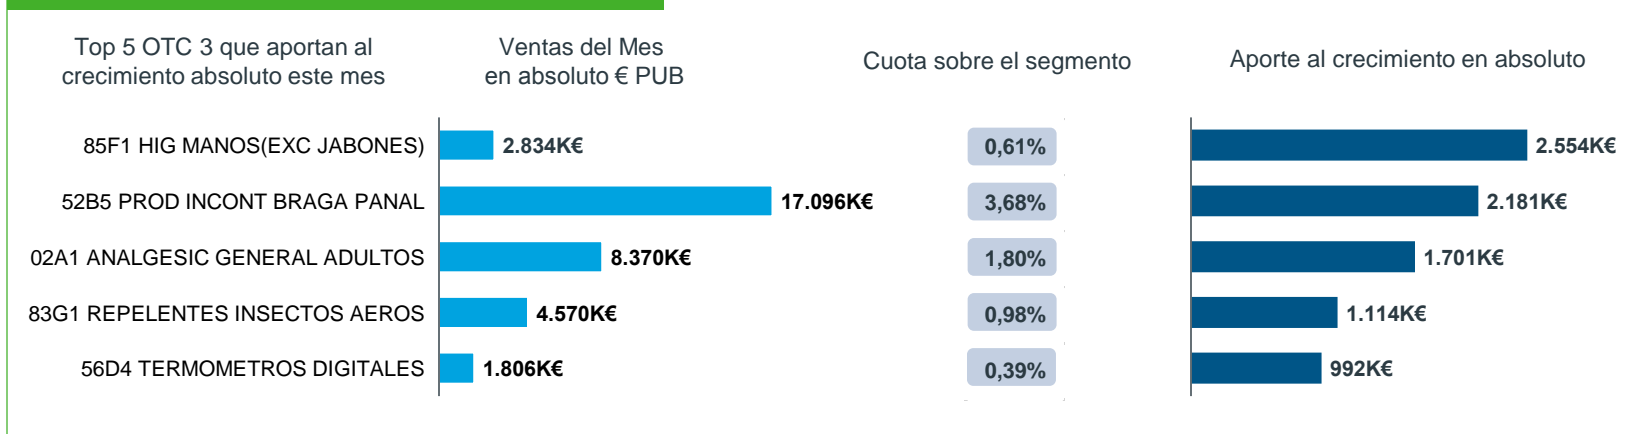 Top 5 OTC 3 que aportan al
crecimiento absoluto este mes
Ventas del Mes
en absoluto € PUB
Cuota sobre el segmento
Aporte al crecimiento en absoluto
85F1 HIG MANOS(EXC JABONES) 2.834K€ 0,61% 2.554K€
52B5 PROD INCONT BRAGA PANAL 17.096K€ 3,68% 2.181K€
02A1 ANALGESIC GENERAL ADULTOS 8.370K€ 1,80% 1.701K€
83G1 REPELENTES INSECTOS AEROS 4.570K€ 0,98% 1.114K€
56D4 TERMOMETROS DIGITALES 1.806K€ 0,39% 992K€